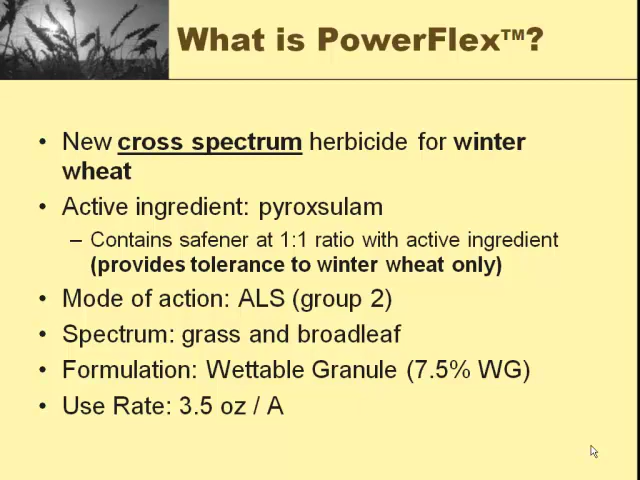 What is PowerFlex™?
• New cross spectrum herbicide for winter
wheat
• Active ingredient: pyroxsulam
– Contains safener at 1:1 ratio with active ingredient
(provides tolerance to winter wheat only)
• Mode of action: ALS (group 2)
• Spectrum: grass and broadleaf
• Formulation: Wettable Granule (7.5% WG)
• Use Rate: 3.5 oz / A